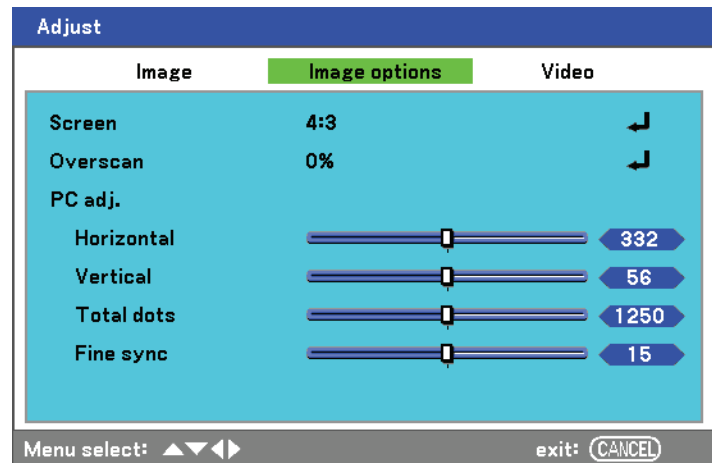 Adjust
Image Image options Video
Screen 4:3
Overscan 0%
PC adj.
Horizontal 332
Vertical 56
Total dots 1250
Fine sync 15
Menu select: ▲▼◀▶ exit: CANCEL